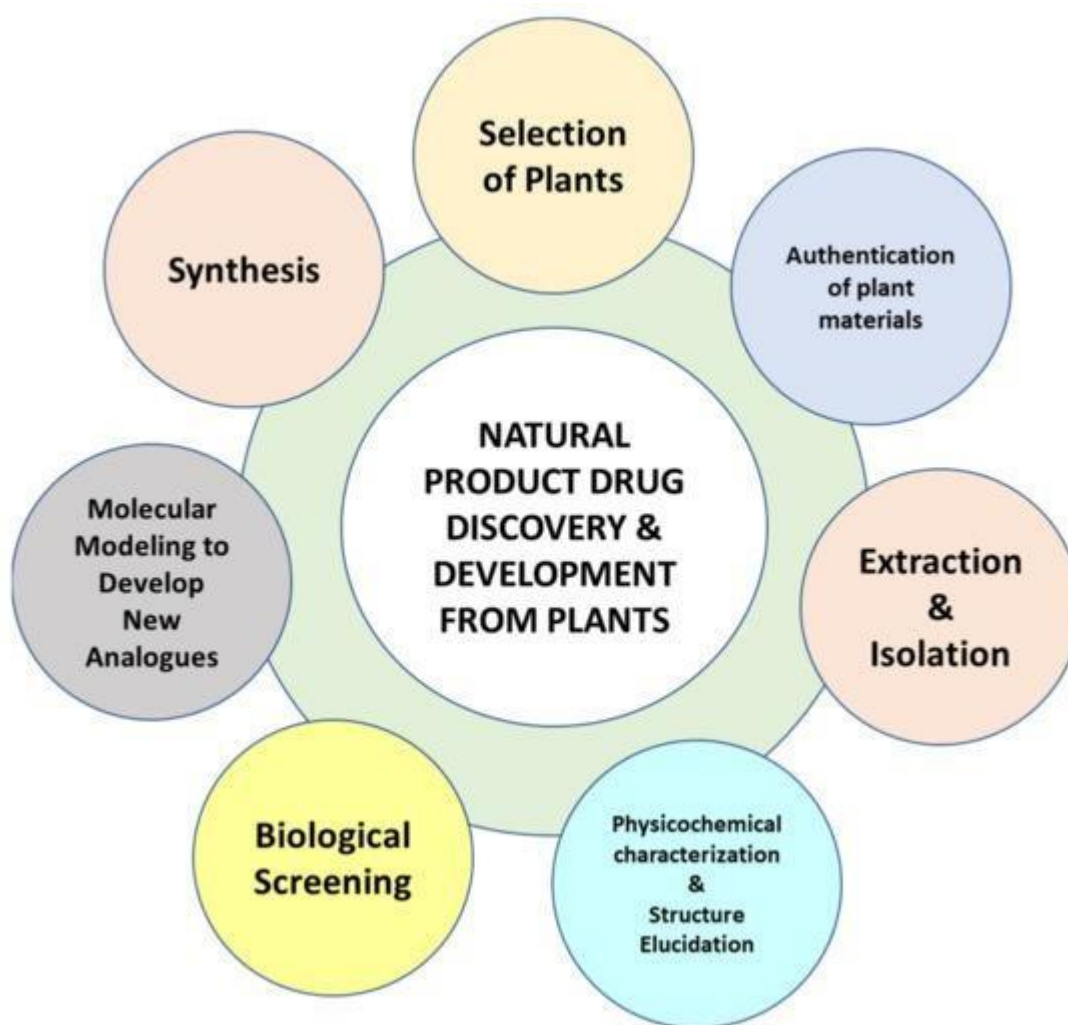 Selection
of Plants
Authentication
of plant
materials
Extraction
&
Isolation
Physicochemical
characterization
&
Structure
Elucidation
Biological
Screening
Molecular
Modeling to
Develop
New
Analogues
Synthesis
NATURAL
PRODUCT DRUG
DISCOVERY &
DEVELOPMENT
FROM PLANTS